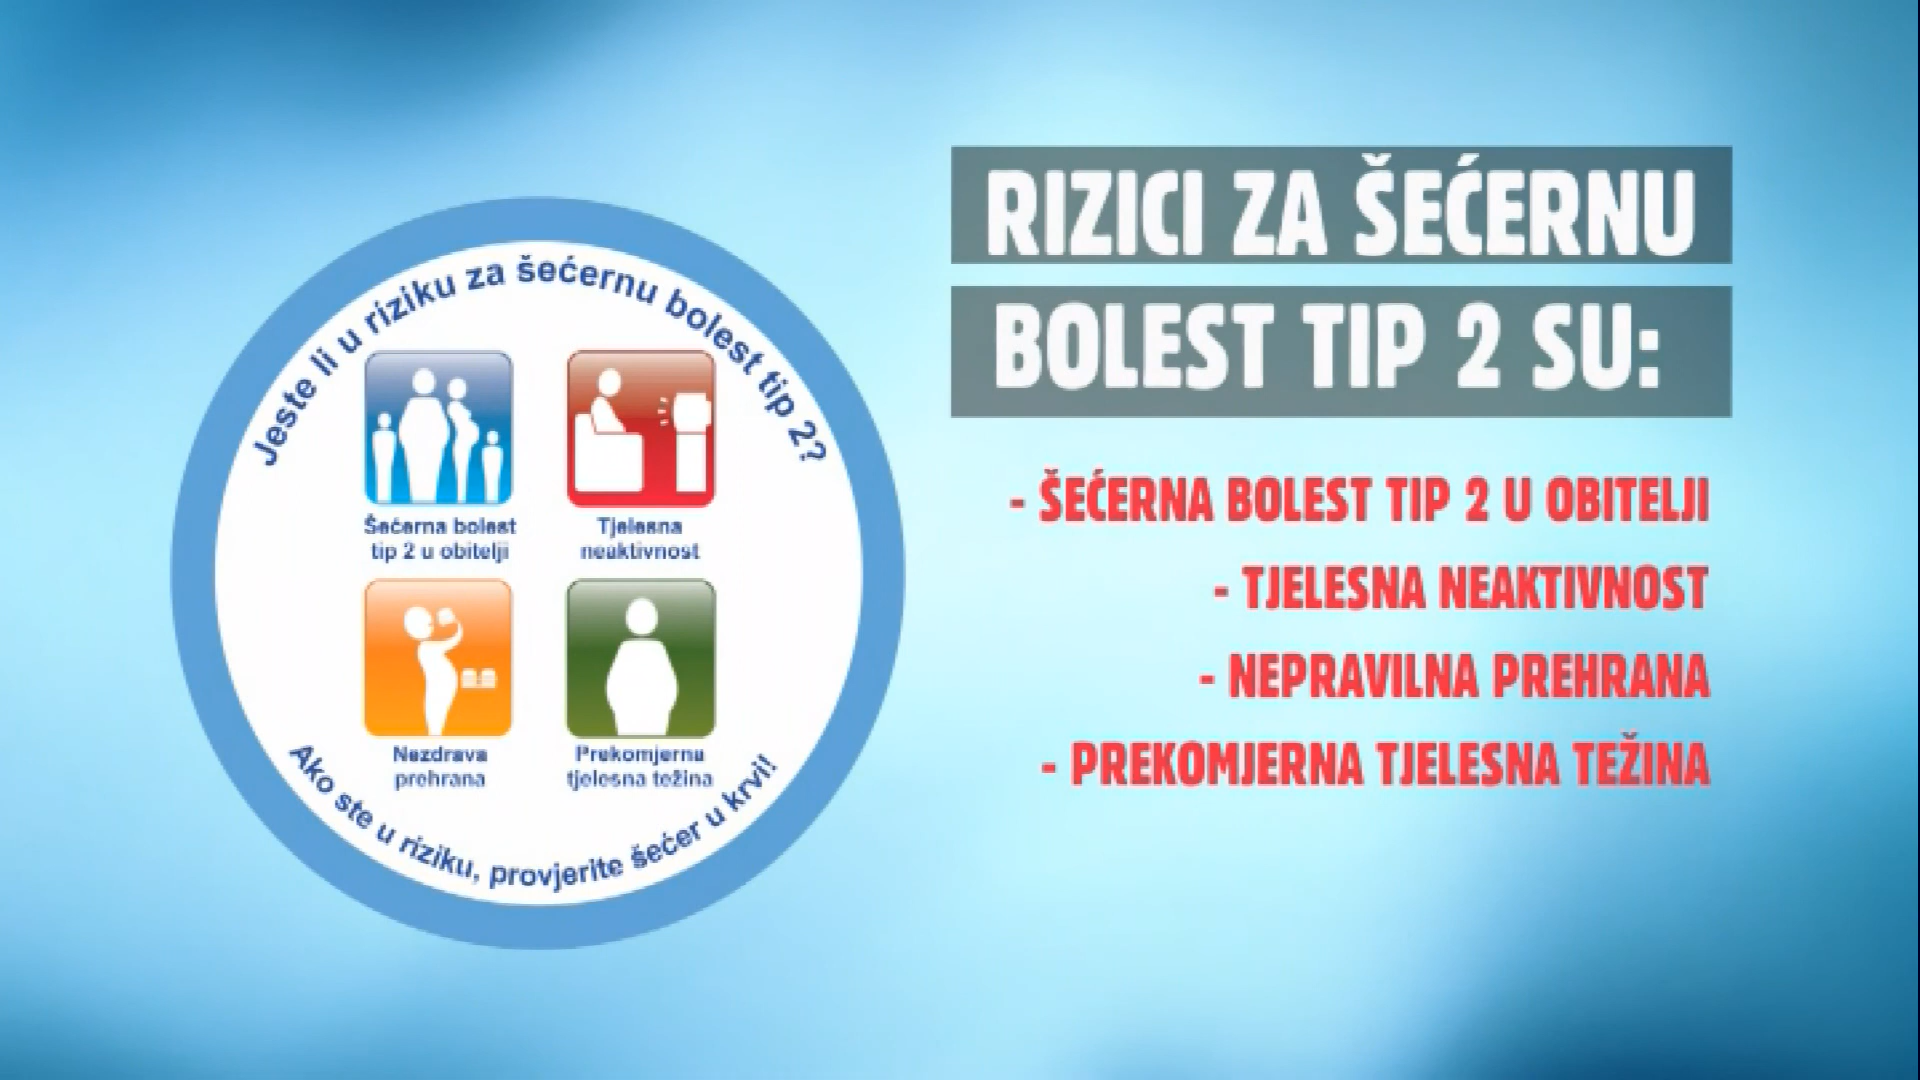 Jeste li u riziku za šećernu bolest tip 2?
Šećerna bolest
tip 2 u obitelji
Tjelesna
neaktivnost
Nezdrava
prehrana
Prekomjerna
tjelesna težina
Ako ste u riziku, provjerite šećer u krvi!
RIZICI ZA ŠEĆERNU
BOLEST TIP 2 SU:
- ŠEĆERNA BOLEST TIP 2 U OBITELJI
- TJELESNA NEAKTIVNOST
- NEPRAVILNA PREHRANA
- PREKOMJERNA TJELESNA TEŽINA